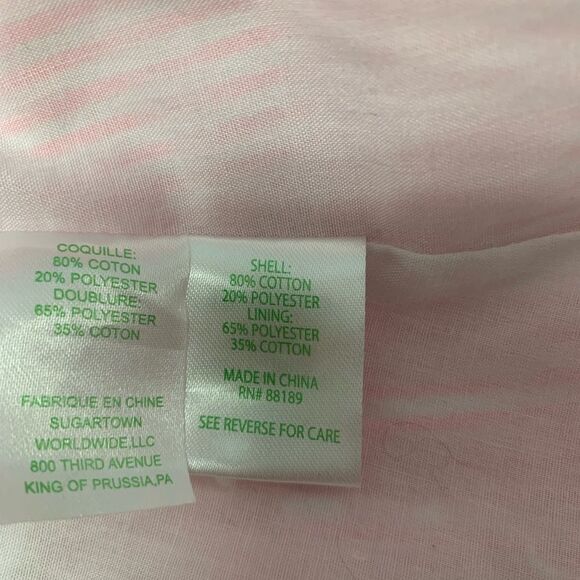 COQUILLE:
80% COTON
20% POLYESTER
DOUBLURE:
65% POLYESTER
35% COTON
FABRIQUE EN CHINE
SUGARTOWN
WORLDWIDE,LLC
800 THIRD AVENUE
KING OF PRUSSIA,PA
SHELL:
80% COTTON
20% POLYESTER
LINING:
65% POLYESTER
35% COTTON
MADE IN CHINA
RN# 88189
SEE REVERSE FOR CARE